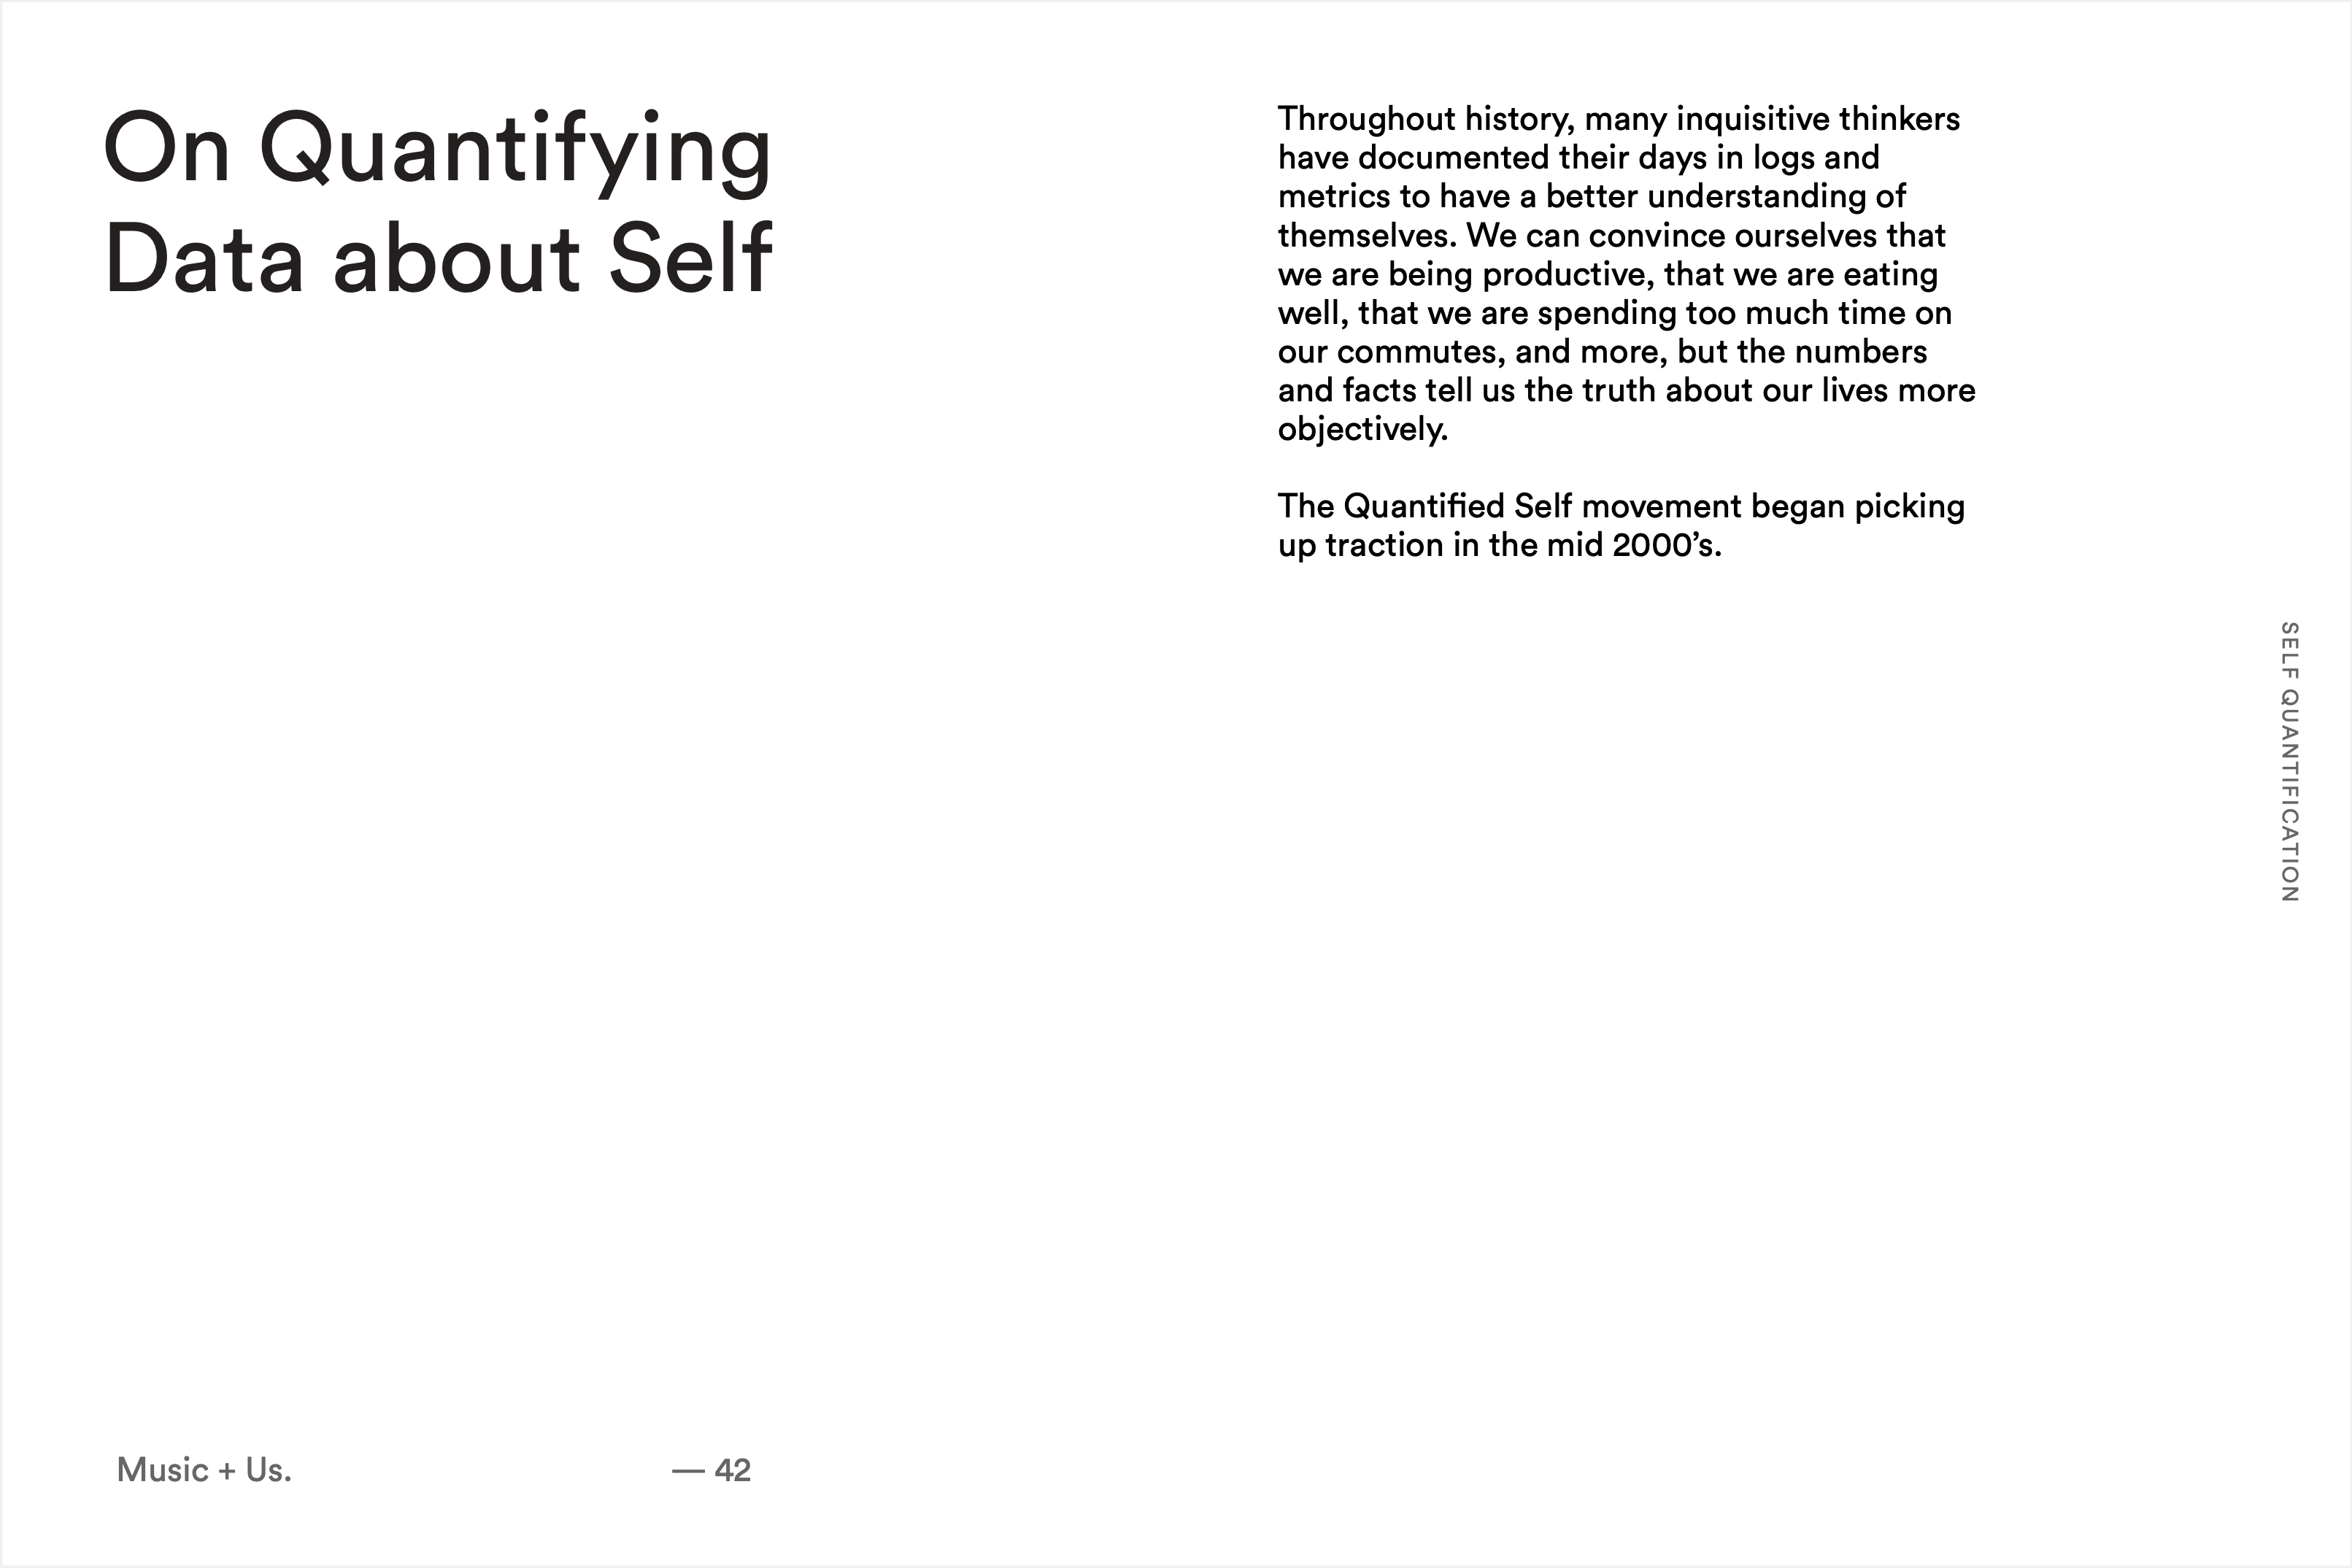 On Quantifying
Data about Self
Throughout history, many inquisitive thinkers
have documented their days in logs and
metrics to have a better understanding of
themselves. We can convince ourselves that
we are being productive, that we are eating
well, that we are spending too much time on
our commutes, and more, but the numbers
and facts tell us the truth about our lives more
objectively.
The Quantified Self movement began picking
up traction in the mid 2000’s.
SELF QUANTIFICATION
Music + Us.
— 42